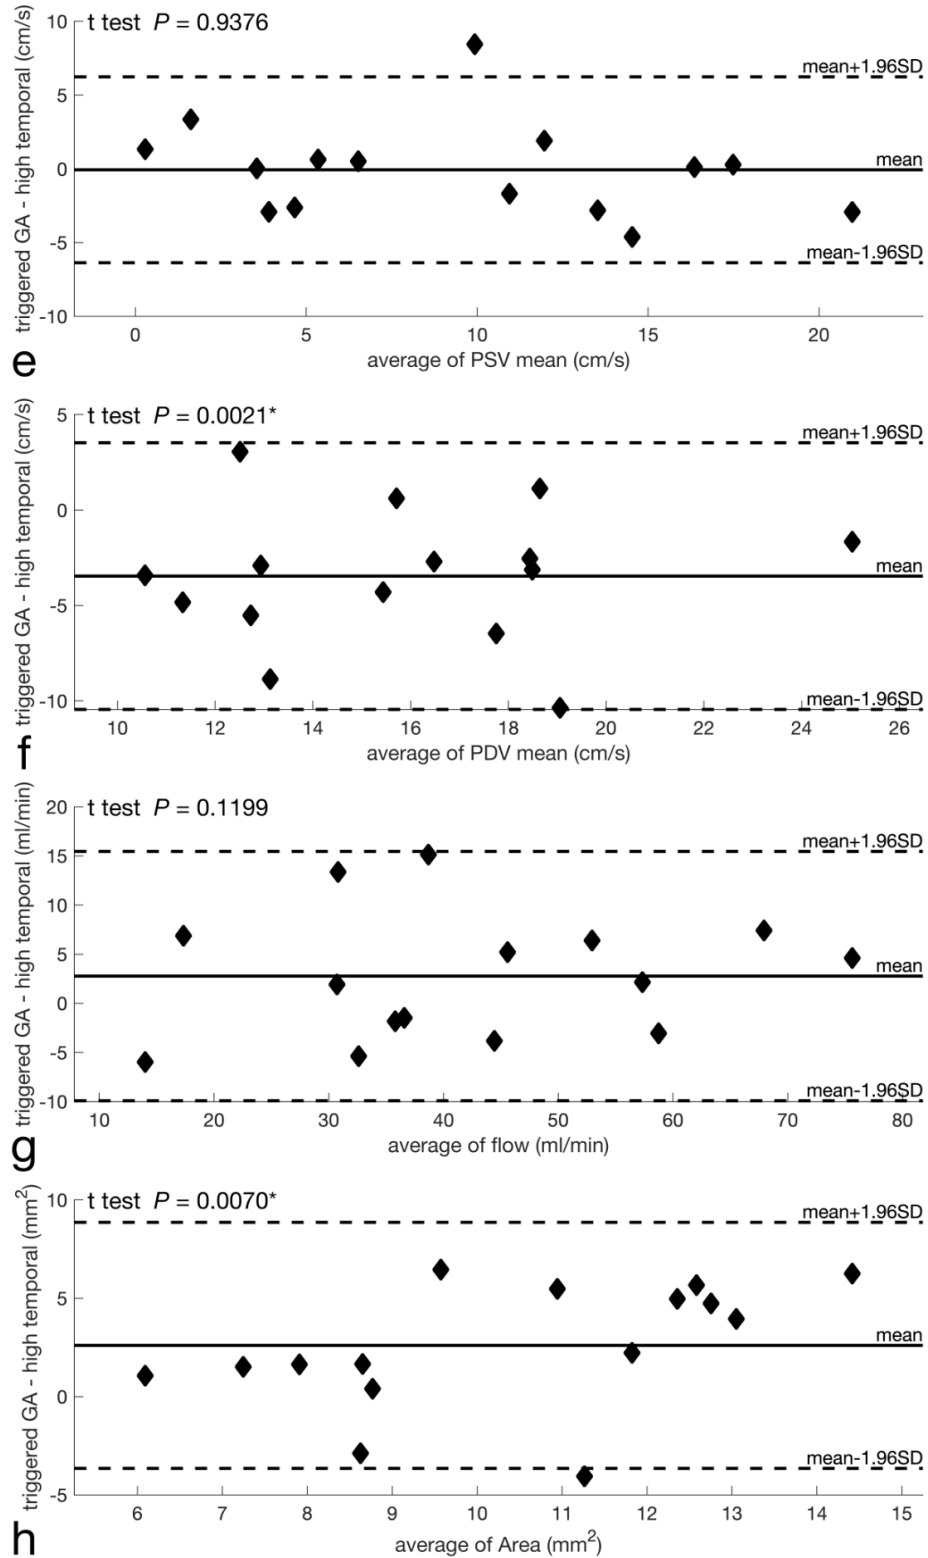 t test P = 0.9376
triggered GA - high temporal (cm/s)
10
5
0
-5
-10
mean+1.96SD
mean
mean-1.96SD
0 5 10 15 20
average of PSV mean (cm/s)
e
t test P = 0.0021*
triggered GA - high temporal (cm/s)
5
0
-5
-10
mean+1.96SD
mean
mean-1.96SD
10 12 14 16 18 20 22 24 26
average of PDV mean (cm/s)
f
t test P = 0.1199
triggered GA - high temporal (ml/min)
20
15
10
5
0
-5
-10
mean+1.96SD
mean
mean-1.96SD
10 20 30 40 50 60 70 80
average of flow (ml/min)
g
t test P = 0.0070*
triggered GA - high temporal (mm²)
10
5
0
-5
mean+1.96SD
mean
mean-1.96SD
6 7 8 9 10 11 12 13 14 15
average of Area (mm²)
h